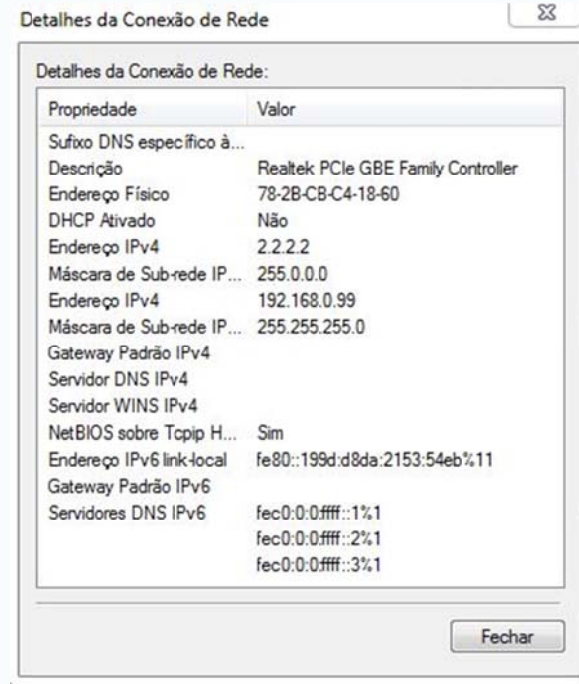 Detalhes da Conexão de Rede
Detalhes da Conexão de Rede:
Propriedade Valor
Sufixo DNS específico à...
Descrição Realtek PCIe GBE Family Controller
Endereço Físico 78-2B-CB-C4-18-60
DHCP Ativado Não
Endereço IPv4 2.2.2.2
Máscara de Sub-rede IP... 255.0.0.0
Endereço IPv4 192.168.0.99
Máscara de Sub-rede IP... 255.255.255.0
Gateway Padrão IPv4
Servidor DNS IPv4
Servidor WINS IPv4
NetBIOS sobre Tcpip H... Sim
Endereço IPv6 link-local fe80::199d:d8da:2153:54eb%11
Gateway Padrão IPv6
Servidores DNS IPv6 fec0:0:0:ffff::1%1
fec0:0:0:ffff::2%1
fec0:0:0:ffff::3%1
Fechar